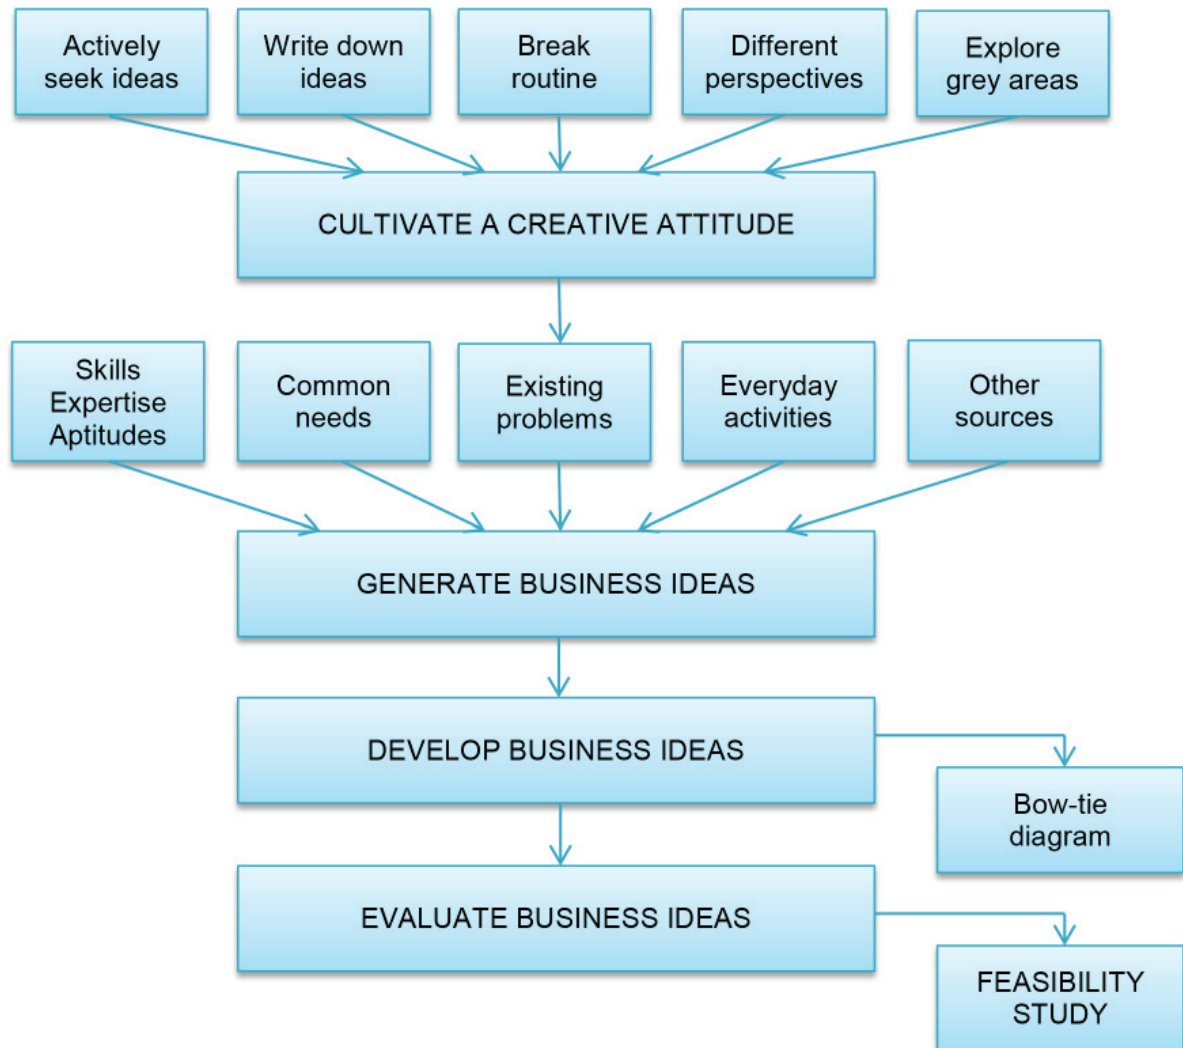 Actively
seek ideas
Write down
ideas
Break
routine
Different
perspectives
Explore
grey areas
CULTIVATE A CREATIVE ATTITUDE
Skills
Expertise
Aptitudes
Common
needs
Existing
problems
Everyday
activities
Other
sources
GENERATE BUSINESS IDEAS
DEVELOP BUSINESS IDEAS
Bow-tie
diagram
EVALUATE BUSINESS IDEAS
FEASIBILITY
STUDY